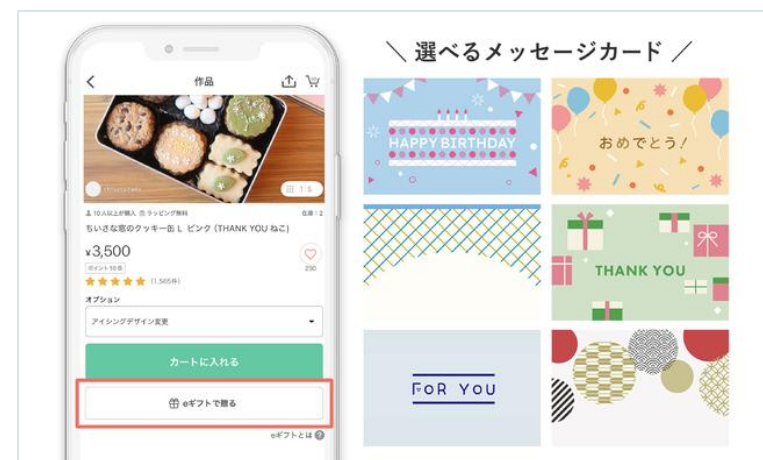 作品
1/5
10人以上が購入 ラッピング無料
在庫：2
ちいさな窓のクッキー缶 L ピンク (THANK YOU ねこ)
¥3,500
230
(1,565件)
オプション
アイシングデザイン変更
カートに入れる
eギフトで贈る
eギフトとは ?
＼ 選べるメッセージカード ／
HAPPY BIRTHDAY
おめでとう!
THANK YOU
FOR YOU